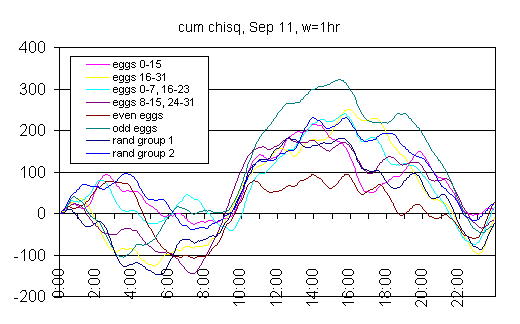 cum chisq, Sep 11, w=1hr
400
300
200
100
0
-100
-200
eggs 0-15
eggs 16-31
eggs 0-7, 16-23
eggs 8-15, 24-31
even eggs
odd eggs
rand group 1
rand group 2
0:00
2:00
4:00
6:00
8:00
10:00
12:00
14:00
16:00
18:00
20:00
22:00